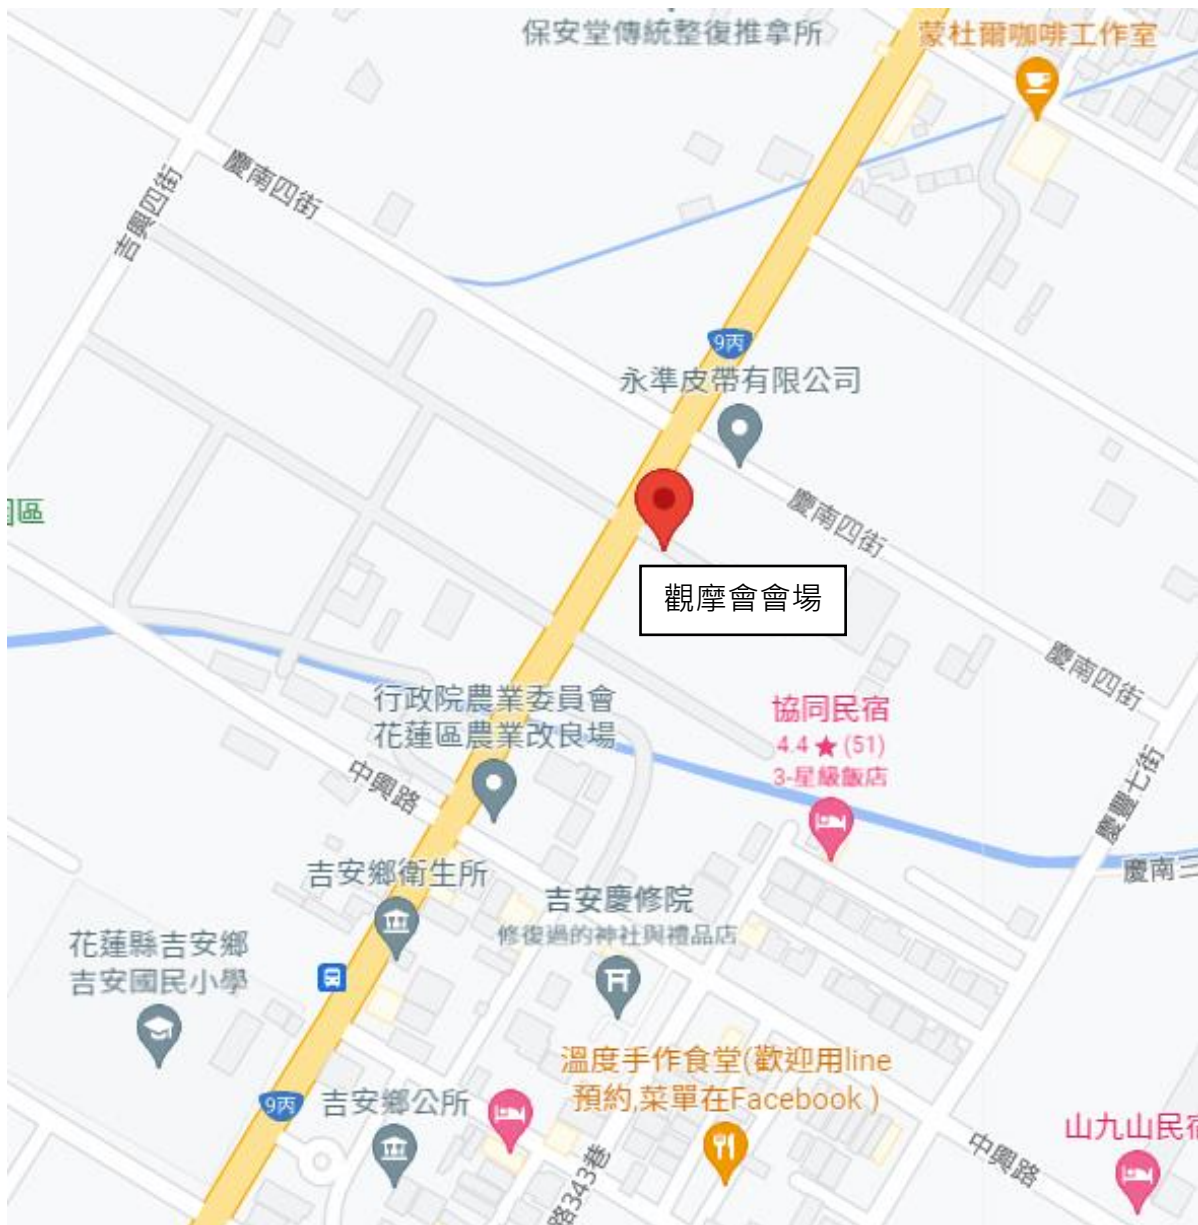 保安堂傳統整復推拿所
蒙杜爾咖啡工作室
慶南四街
吉興四街
9丙
永準皮帶有限公司
慶南四街
園區
觀摩會會場
慶南四街
行政院農業委員會
花蓮區農業改良場
協同民宿
4.4 ★ (51)
3-星級飯店
中興路
慶豐七街
吉安鄉衛生所
慶南三
吉安慶修院
修復過的神社與禮品店
花蓮縣吉安鄉
吉安國民小學
溫度手作食堂(歡迎用line
預約,菜單在Facebook )
9丙
吉安鄉公所
山九山民宿
中興路
路343巷